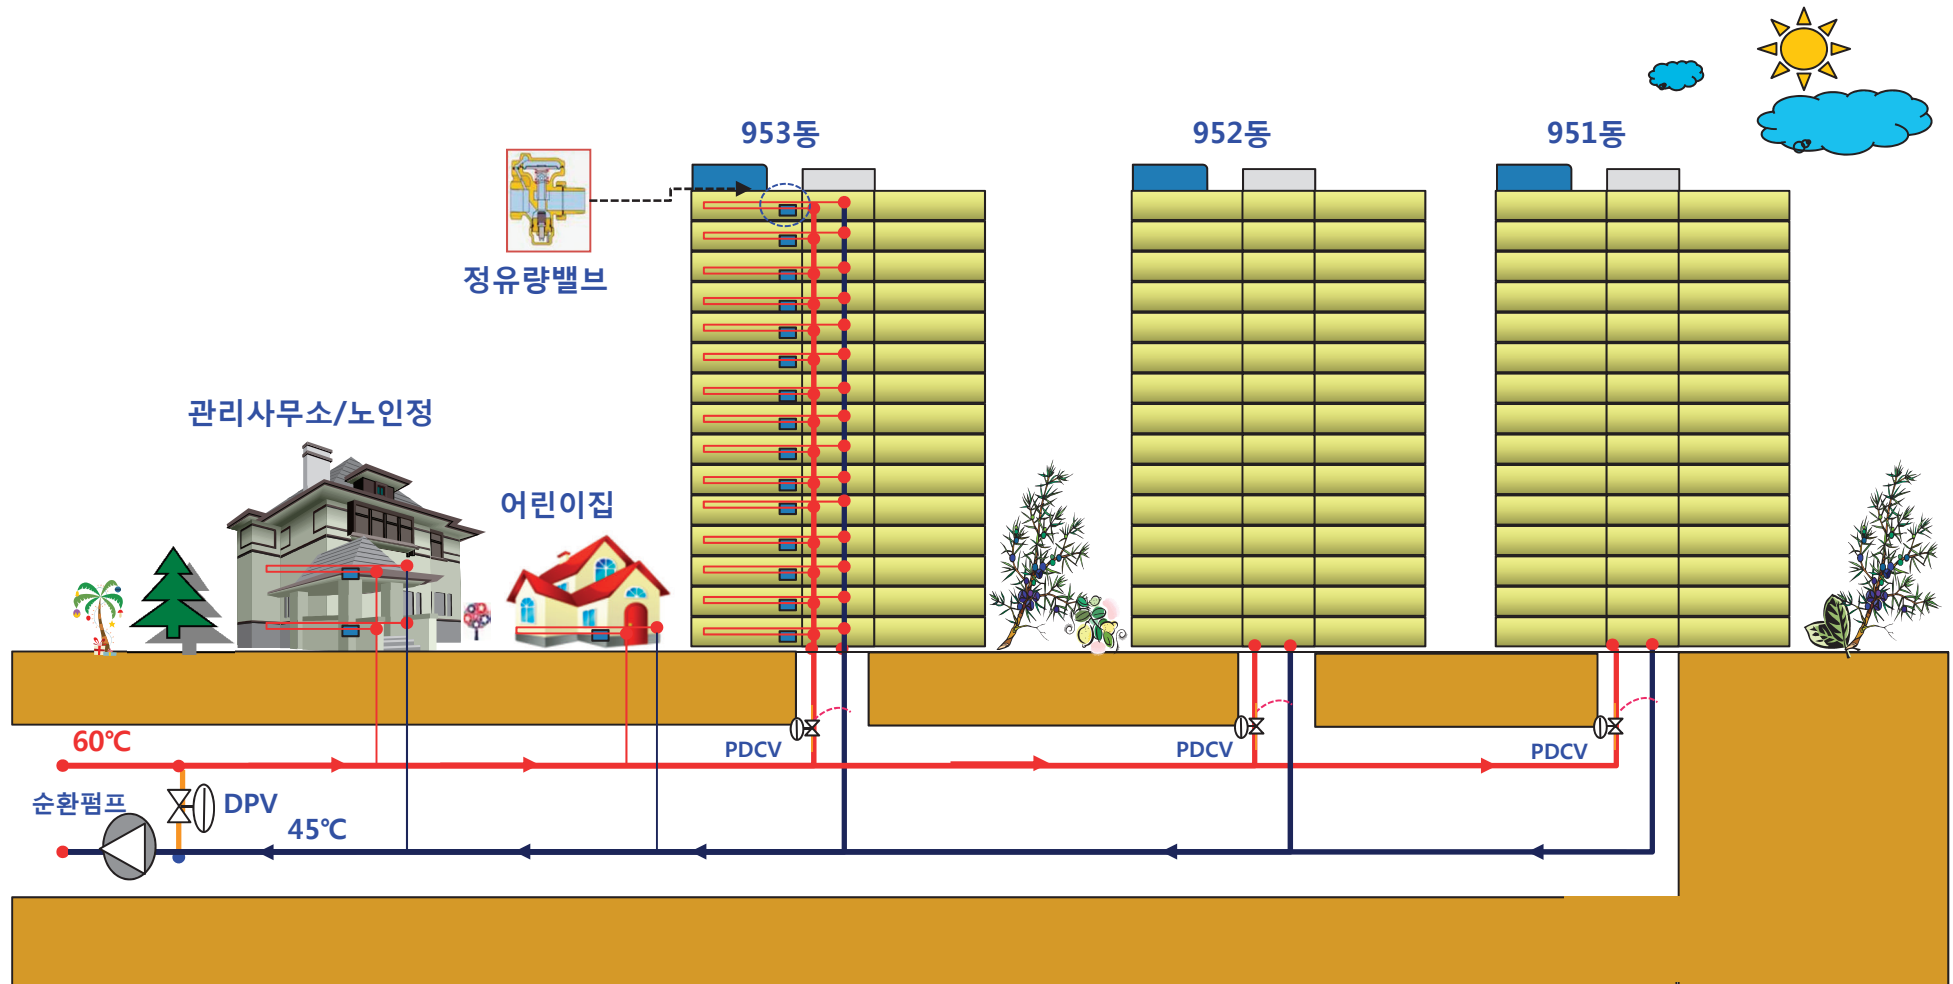 953동
952동
951동
정유량밸브
관리사무소/노인정
어린이집
60℃
PDCV
PDCV
PDCV
순환펌프
DPV
45℃